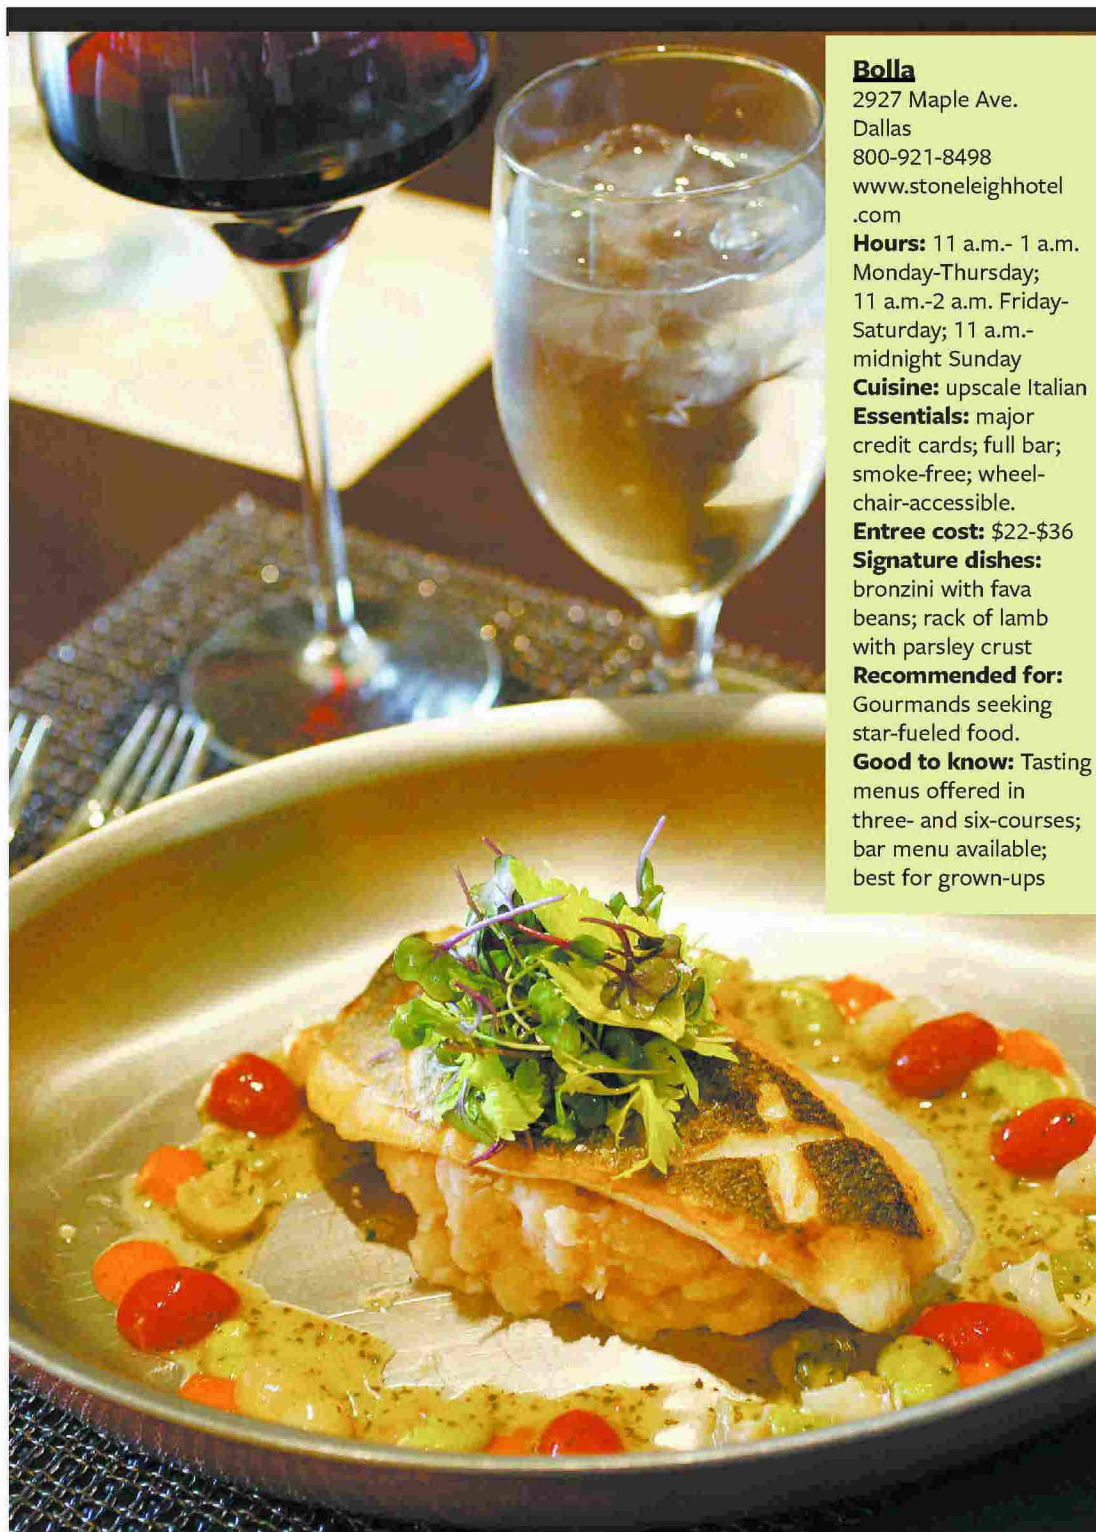 Bolla
2927 Maple Ave.
Dallas
800-921-8498
www.stoneleighhotel
.com
Hours: 11 a.m.- 1 a.m.
Monday-Thursday;
11 a.m.-2 a.m. Friday-
Saturday; 11 a.m.-
midnight Sunday
Cuisine: upscale Italian
Essentials: major
credit cards; full bar;
smoke-free; wheel-
chair-accessible.
Entree cost: $22-$36
Signature dishes:
bronzini with fava
beans; rack of lamb
with parsley crust
Recommended for:
Gourmands seeking
star-fueled food.
Good to know: Tasting
menus offered in
three- and six-courses;
bar menu available;
best for grown-ups